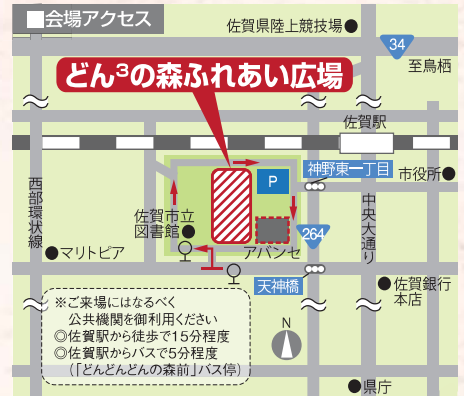 ■会場アクセス
佐賀県陸上競技場
34
至鳥栖
どん³の森ふれあい広場
佐賀駅
神野東一丁目
市役所
P
西部環状線
中央大通り
佐賀市立
図書館
264
アバンセ
マリトピア
天神橋
佐賀銀行
本店
※ご来場にはなるべく
公共機関を御利用ください
◎佐賀駅から徒歩で15分程度
◎佐賀駅からバスで5分程度
(「どんどんどんの森前」バス停)
N
県庁